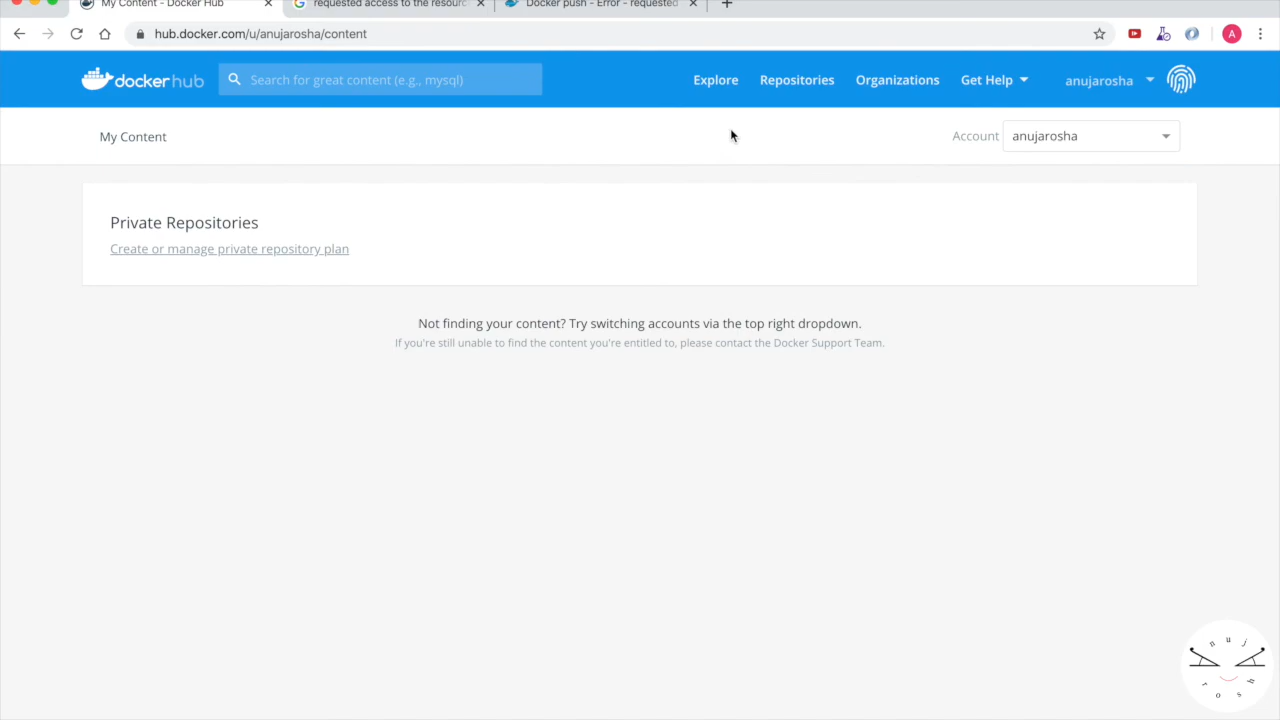 My Content - Docker Hub
requested access to the resourc
Docker push - Error - requested
hub.docker.com/u/anujarosha/content
A
docker hub
Search for great content (e.g., mysql)
Explore
Repositories
Organizations
Get Help
anujarosha
My Content
Account
anujarosha
Private Repositories
Create or manage private repository plan
Not finding your content? Try switching accounts via the top right dropdown.
If you're still unable to find the content you're entitled to, please contact the Docker Support Team.
n u j
r o s h